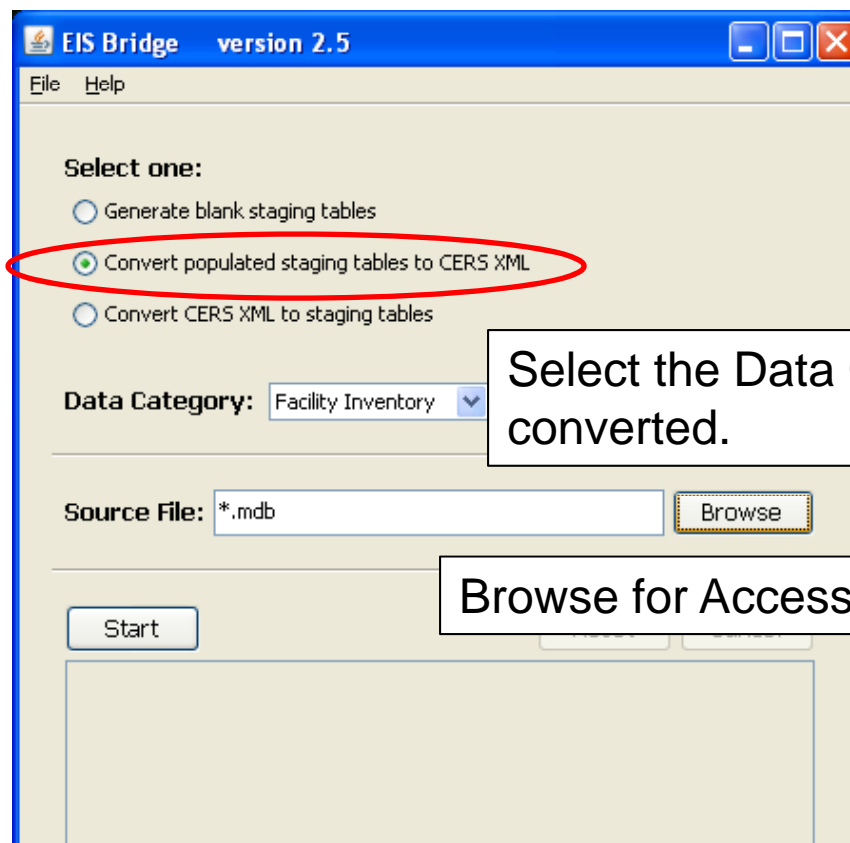 EIS Bridge version 2.5
File Help
Select one:
Generate blank staging tables
Convert populated staging tables to CERS XML
Convert CERS XML to staging tables
Select the Data
converted.
Data Category: Facility Inventory
Source File: *.mdb Browse
Browse for Access
Start